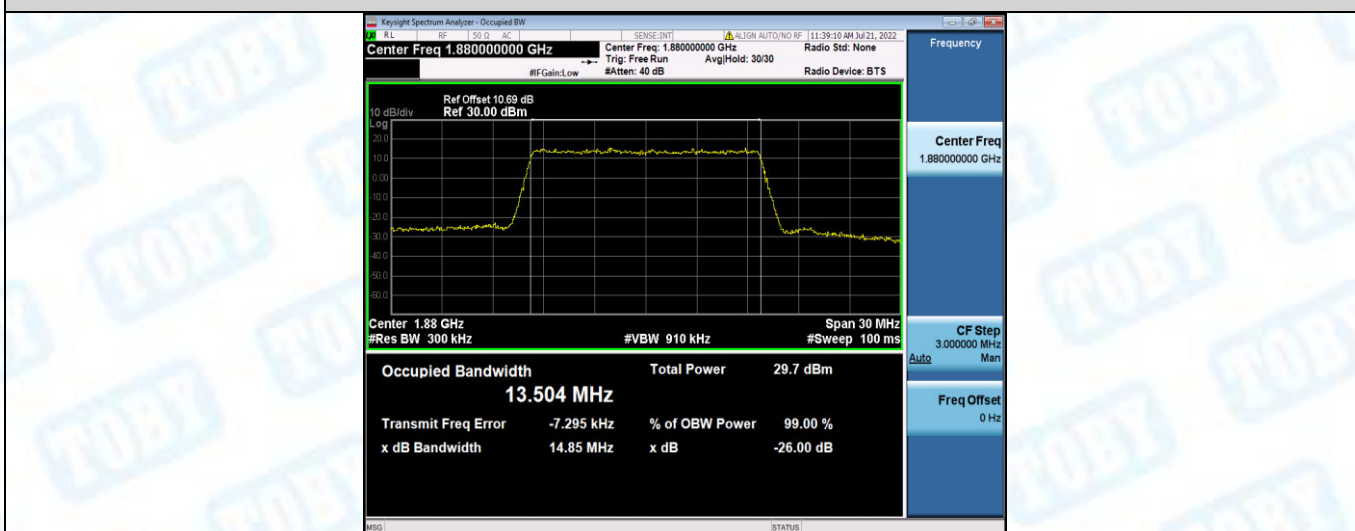 Keysight Spectrum Analyzer - Occupied BW
RL RF 50 Ω AC SENSE:INT ALIGN AUTO/NO RF 11:39:10 AM Jul 21, 2022
Center Freq 1.880000000 GHz
Center Freq: 1.880000000 GHz Radio Std: None
Trig: Free Run Avg|Hold: 30/30
#IFGain:Low #Atten: 40 dB Radio Device: BTS
Frequency
Ref Offset 10.69 dB
10 dB/div Ref 30.00 dBm
Log
20.0
10.0
0.00
-10.0
-20.0
-30.0
-40.0
-50.0
-60.0
Center 1.88 GHz Span 30 MHz
#Res BW 300 kHz #VBW 910 kHz #Sweep 100 ms
Occupied Bandwidth Total Power 29.7 dBm
13.504 MHz
Transmit Freq Error -7.295 kHz % of OBW Power 99.00 %
x dB Bandwidth 14.85 MHz x dB -26.00 dB
Center Freq
1.880000000 GHz
CF Step
3.000000 MHz
Auto Man
Freq Offset
0 Hz
MSG STATUS
TOBY
TOBY
TOBY
TOBY
TOBY
TOBY